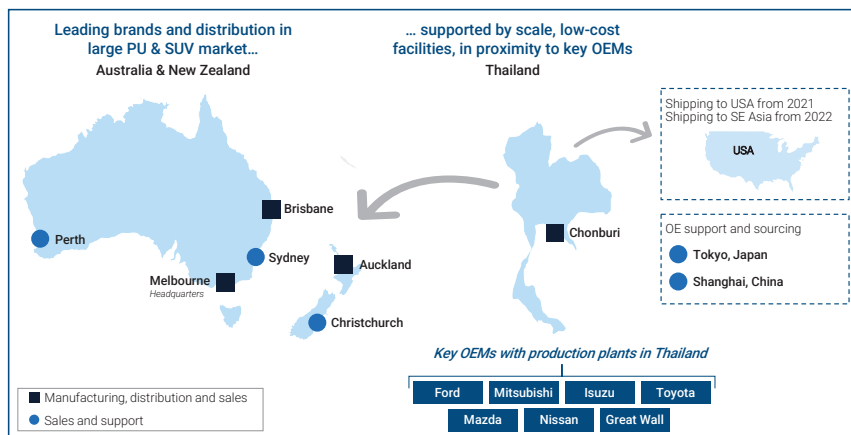 Leading brands and distribution in
large PU & SUV market…
Australia & New Zealand
… supported by scale, low-cost
facilities, in proximity to key OEMs
Thailand
Shipping to USA from 2021
Shipping to SE Asia from 2022
USA
Brisbane
Perth
Sydney
Melbourne
Headquarters
Auckland
Christchurch
Chonburi
OE support and sourcing
Tokyo, Japan
Shanghai, China
Key OEMs with production plants in Thailand
Ford Mitsubishi Isuzu Toyota
Mazda Nissan Great Wall
Manufacturing, distribution and sales
Sales and support